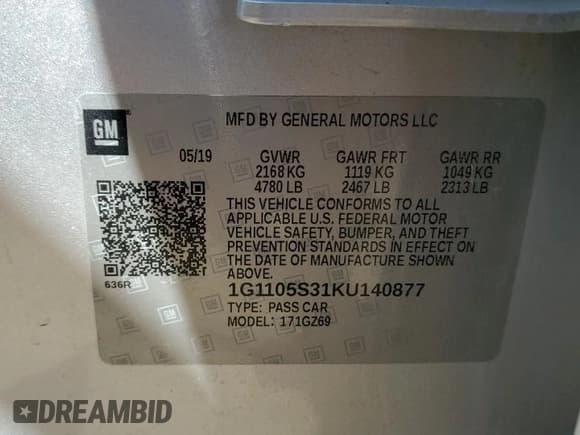 GM
MFD BY GENERAL MOTORS LLC
05/19 GVWR GAWR FRT GAWR RR
2168 KG 1119 KG 1049 KG
4780 LB 2467 LB 2313 LB
THIS VEHICLE CONFORMS TO ALL
APPLICABLE U.S. FEDERAL MOTOR
VEHICLE SAFETY, BUMPER, AND THEFT
PREVENTION STANDARDS IN EFFECT ON
THE DATE OF MANUFACTURE SHOWN
ABOVE.
636R
1G1105S31KU140877
TYPE: PASS CAR
MODEL: 171GZ69
DREAMBID